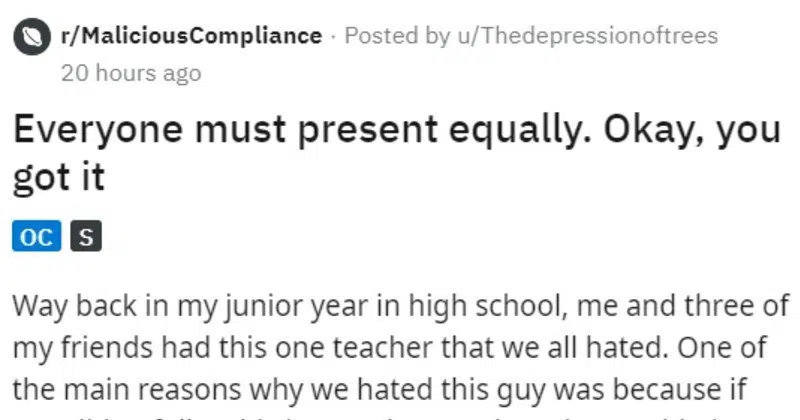 r/MaliciousCompliance · Posted by u/Thedepressionoftrees
20 hours ago
Everyone must present equally. Okay, you
got it
OC S
Way back in my junior year in high school, me and three of
my friends had this one teacher that we all hated. One of
the main reasons why we hated this guy was because if